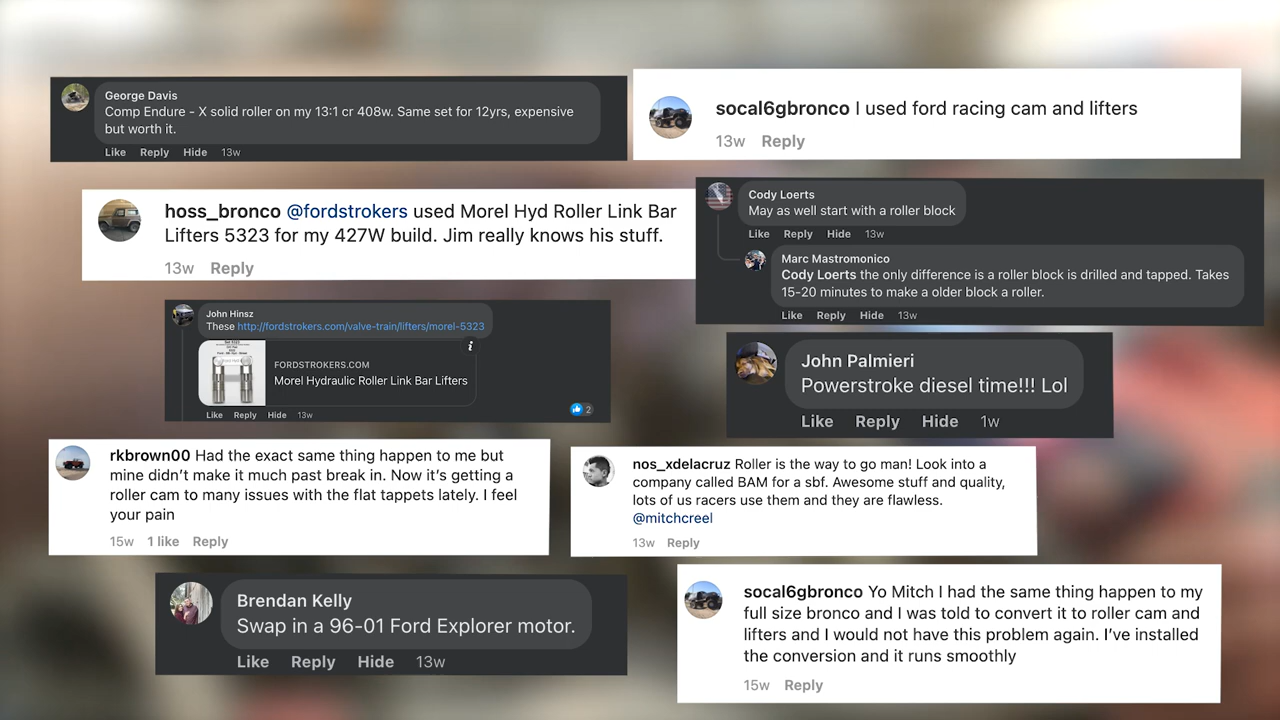 George Davis
Comp Endure - X solid roller on my 13:1 cr 408w. Same set for 12yrs, expensive
but worth it.
Like Reply Hide 13w
socal6gbronco I used ford racing cam and lifters
13w Reply
hoss_bronco @fordstrokers used Morel Hyd Roller Link Bar
Lifters 5323 for my 427W build. Jim really knows his stuff.
13w Reply
Cody Loerts
May as well start with a roller block
Like Reply Hide 13w
Marc Mastromonico
Cody Loerts the only difference is a roller block is drilled and tapped. Takes
15-20 minutes to make a older block a roller.
Like Reply Hide 13w
John Hinsz
These http://fordstrokers.com/valve-train/lifters/morel-5323
i
FORDSTROKERS.COM
Morel Hydraulic Roller Link Bar Lifters
Like Reply Hide 13w
2
John Palmieri
Powerstroke diesel time!!! Lol
Like Reply Hide 1w
rkbrown00 Had the exact same thing happen to me but
mine didn't make it much past break in. Now it's getting a
roller cam to many issues with the flat tappets lately. I feel
your pain
15w 1 like Reply
nos_xdelacruz Roller is the way to go man! Look into a
company called BAM for a sbf. Awesome stuff and quality,
lots of us racers use them and they are flawless.
@mitchcreel
13w Reply
Brendan Kelly
Swap in a 96-01 Ford Explorer motor.
Like Reply Hide 13w
socal6gbronco Yo Mitch I had the same thing happen to my
full size bronco and I was told to convert it to roller cam and
lifters and I would not have this problem again. I've installed
the conversion and it runs smoothly
15w Reply